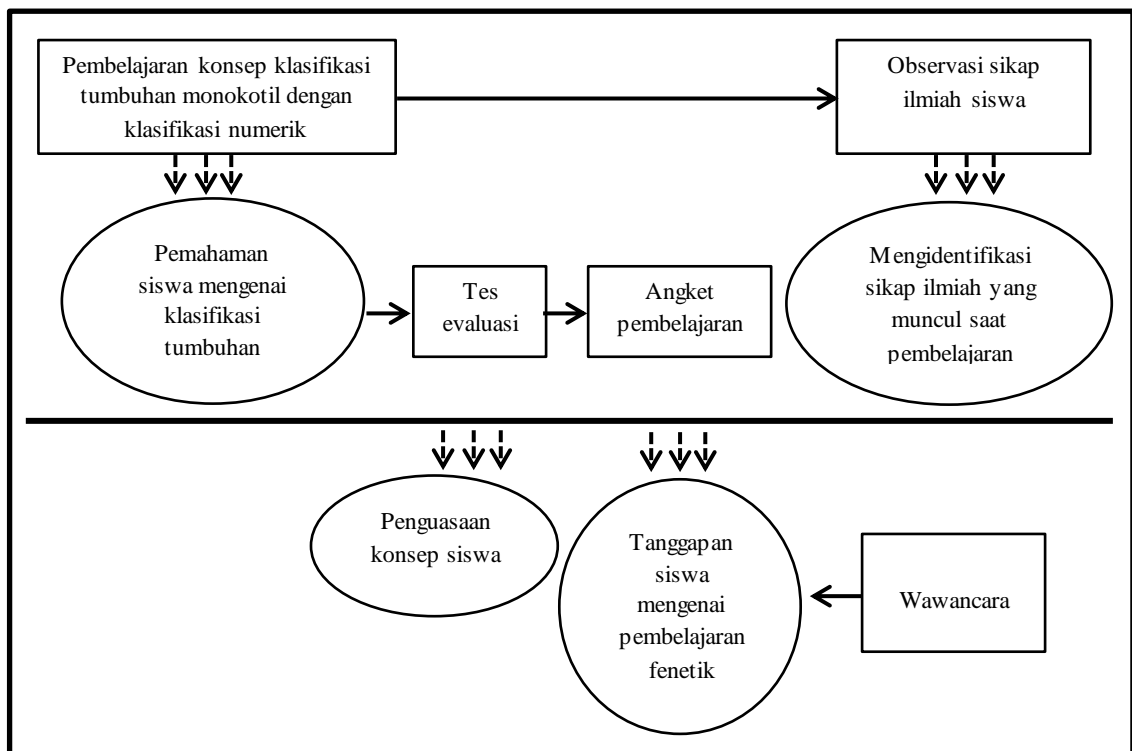 Pembelajaran konsep klasifikasi
tumbuhan monokotil dengan
klasifikasi numerik
Observasi sikap
ilmiah siswa
Pemahaman
siswa mengenai
klasifikasi
tumbuhan
Tes
evaluasi
Angket
pembelajaran
Mengidentifikasi
sikap ilmiah yang
muncul saat
pembelajaran
Penguasaan
konsep siswa
Tanggapan
siswa
mengenai
pembelajaran
fenetik
Wawancara